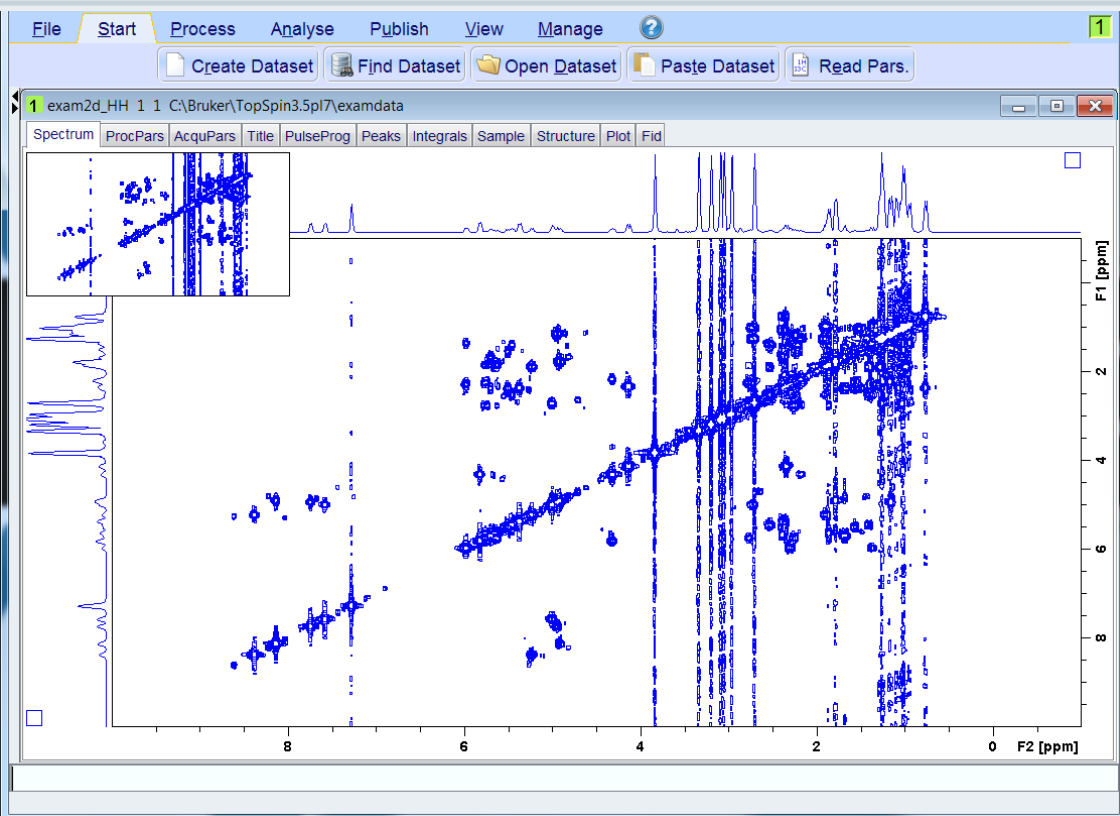 File Start Process Analyse Publish View Manage ? 1
Create Dataset Find Dataset Open Dataset Paste Dataset 1H 13C Read Pars.
1 exam2d_HH 1 1 C:\Bruker\TopSpin3.5pl7\examdata
Spectrum ProcPars AcquPars Title PulseProg Peaks Integrals Sample Structure Plot Fid
F1 [ppm]
2
4
6
8
8 6 4 2 0 F2 [ppm]